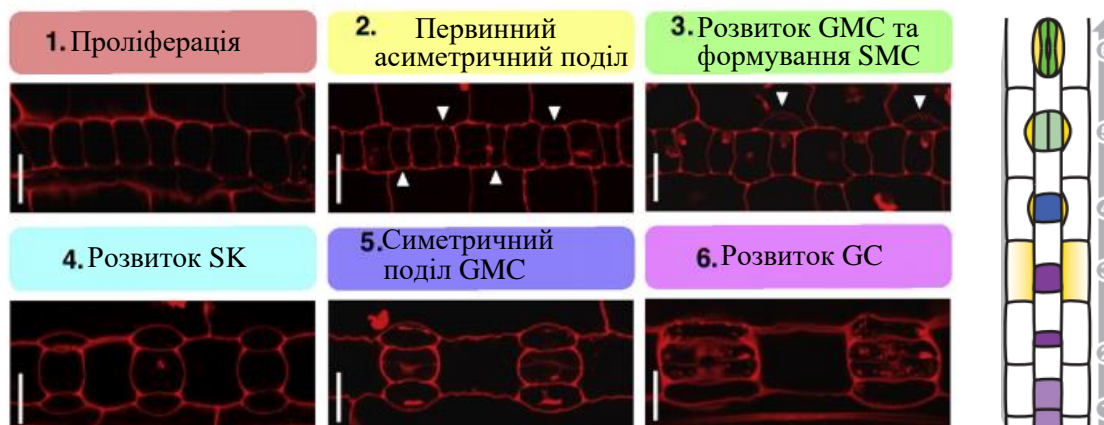 1. Проліферація
2. Первинний
асиметричний поділ
3. Розвиток GMC та
формування SMC
4. Розвиток SK
5. Симетричний
поділ GMC
6. Розвиток GC